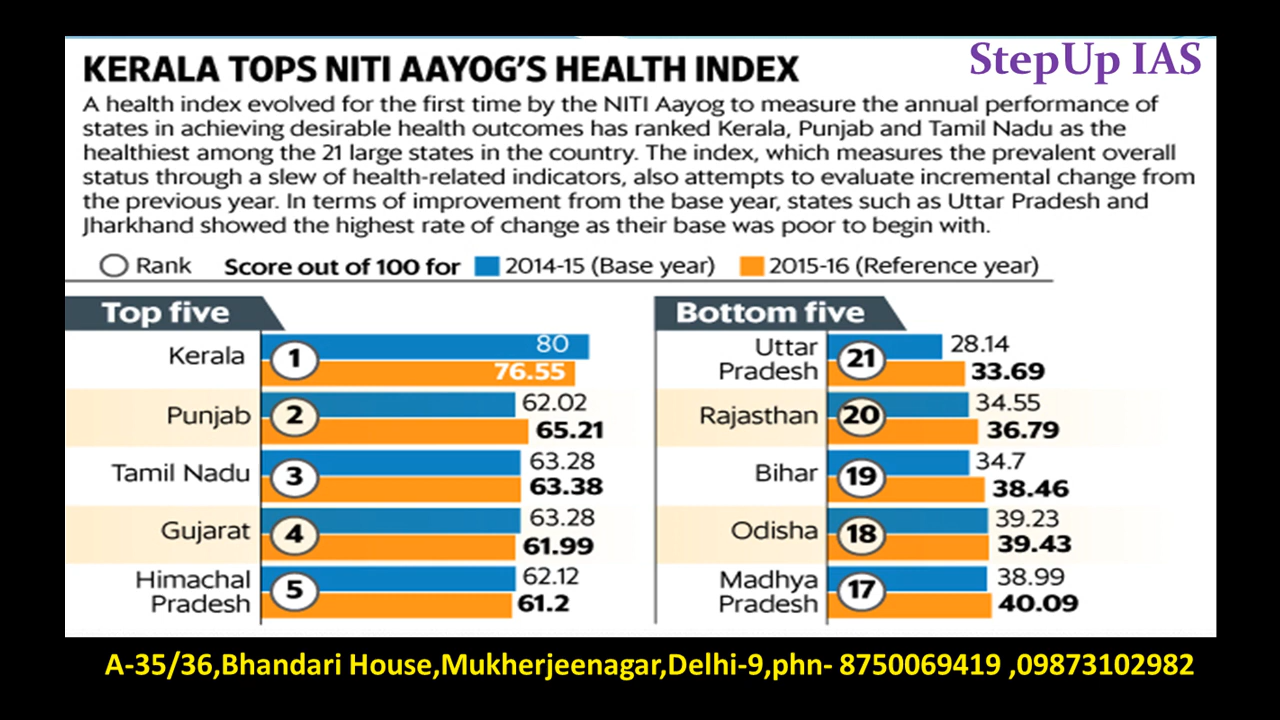 StepUp IAS
KERALA TOPS NITI AAYOG'S HEALTH INDEX
A health index evolved for the first time by the NITI Aayog to measure the annual performance of
states in achieving desirable health outcomes has ranked Kerala, Punjab and Tamil Nadu as the
healthiest among the 21 large states in the country. The index, which measures the prevalent overall
status through a slew of health-related indicators, also attempts to evaluate incremental change from
the previous year. In terms of improvement from the base year, states such as Uttar Pradesh and
Jharkhand showed the highest rate of change as their base was poor to begin with.
Rank Score out of 100 for 2014-15 (Base year) 2015-16 (Reference year)
Top five
Kerala 1 80
76.55
Punjab 2 62.02
65.21
Tamil Nadu 3 63.28
63.38
Gujarat 4 63.28
61.99
Himachal
Pradesh 5 62.12
61.2
Bottom five
Uttar
Pradesh 21 28.14
33.69
Rajasthan 20 34.55
36.79
Bihar 19 34.7
38.46
Odisha 18 39.23
39.43
Madhya
Pradesh 17 38.99
40.09
A-35/36,Bhandari House,Mukherjeenagar,Delhi-9,phn- 8750069419 ,09873102982